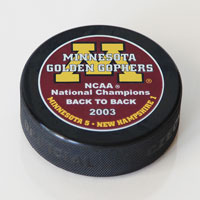 M
MINNESOTA
GOLDEN GOPHERS
NCAA ®
National Champions
BACK TO BACK
2003
MINNESOTA 5 • NEW HAMPSHIRE 1